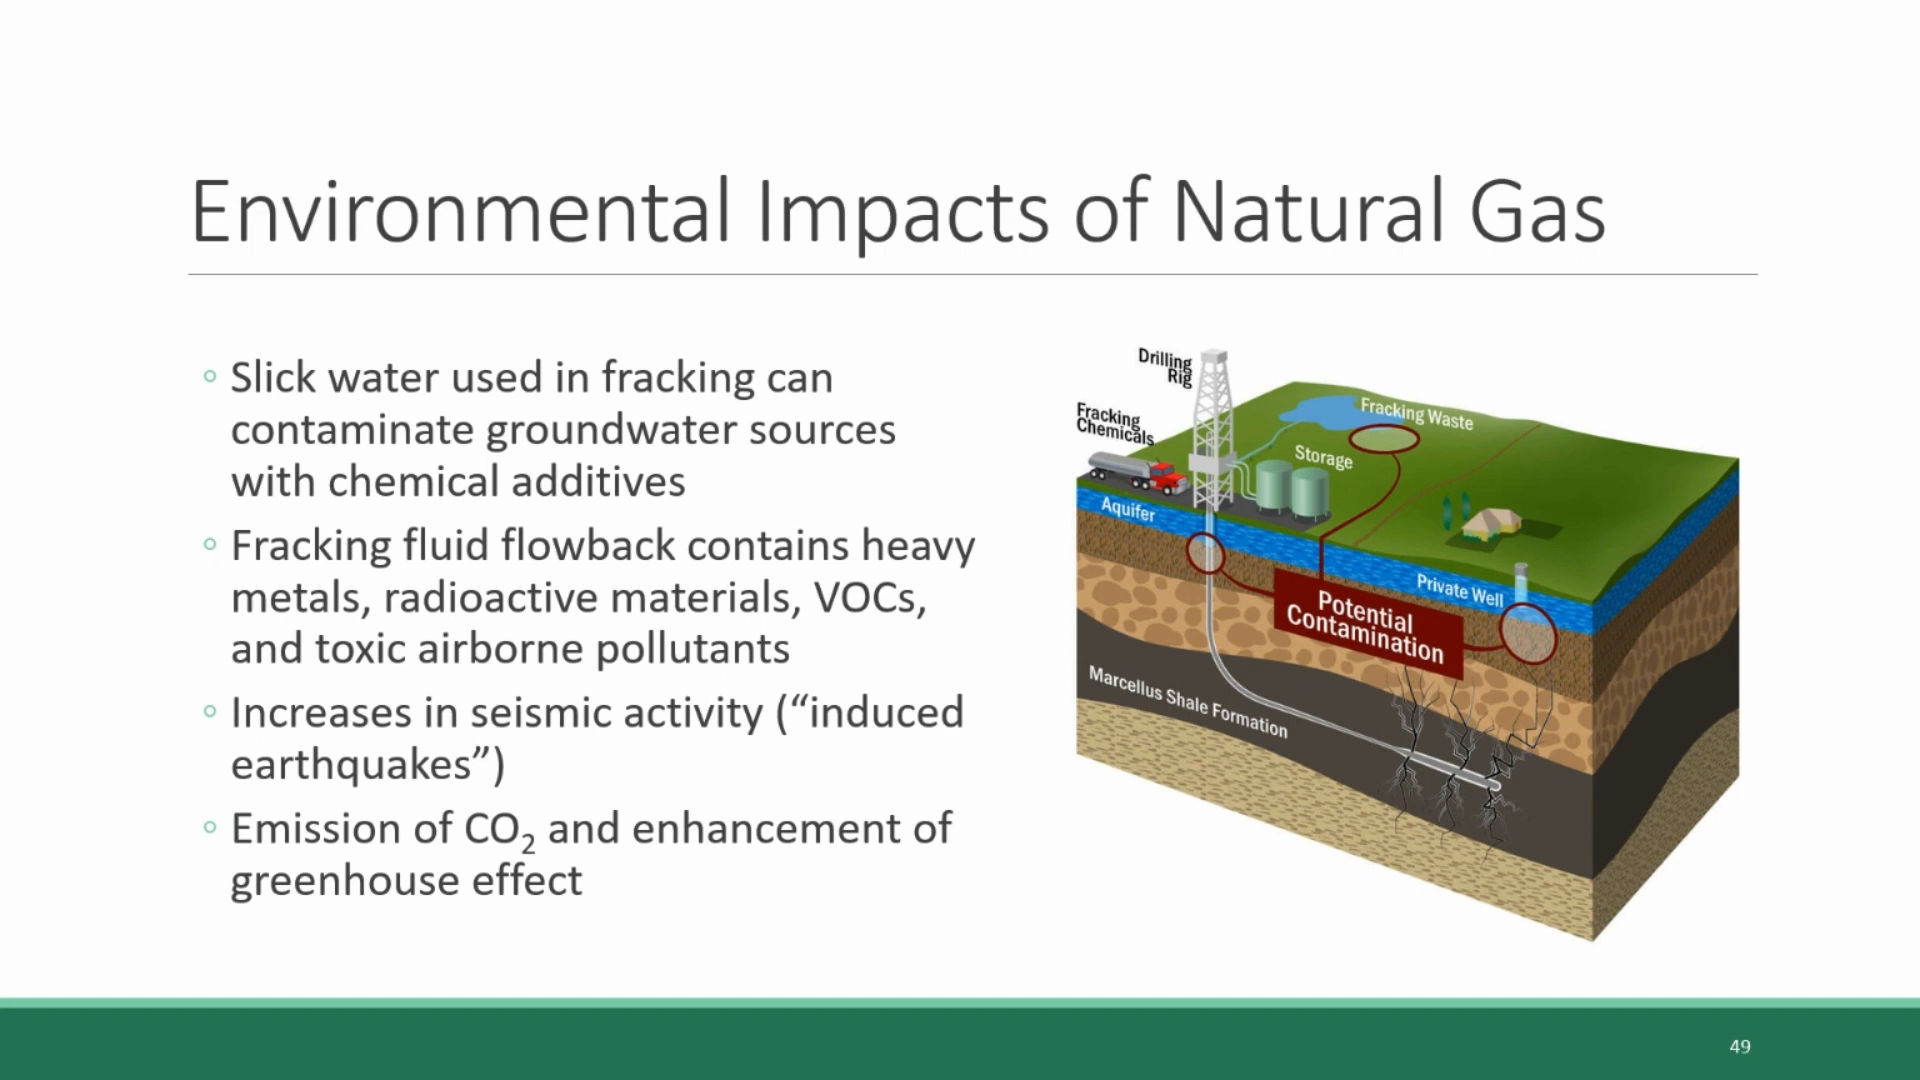 Environmental Impacts of Natural Gas
◦ Slick water used in fracking can
contaminate groundwater sources
with chemical additives
◦ Fracking fluid flowback contains heavy
metals, radioactive materials, VOCs,
and toxic airborne pollutants
◦ Increases in seismic activity (“induced
earthquakes”)
◦ Emission of CO₂ and enhancement of
greenhouse effect
Drilling
Rig
Fracking
Chemicals
Fracking Waste
Storage
Aquifer
Private Well
Potential
Contamination
Marcellus Shale Formation
49